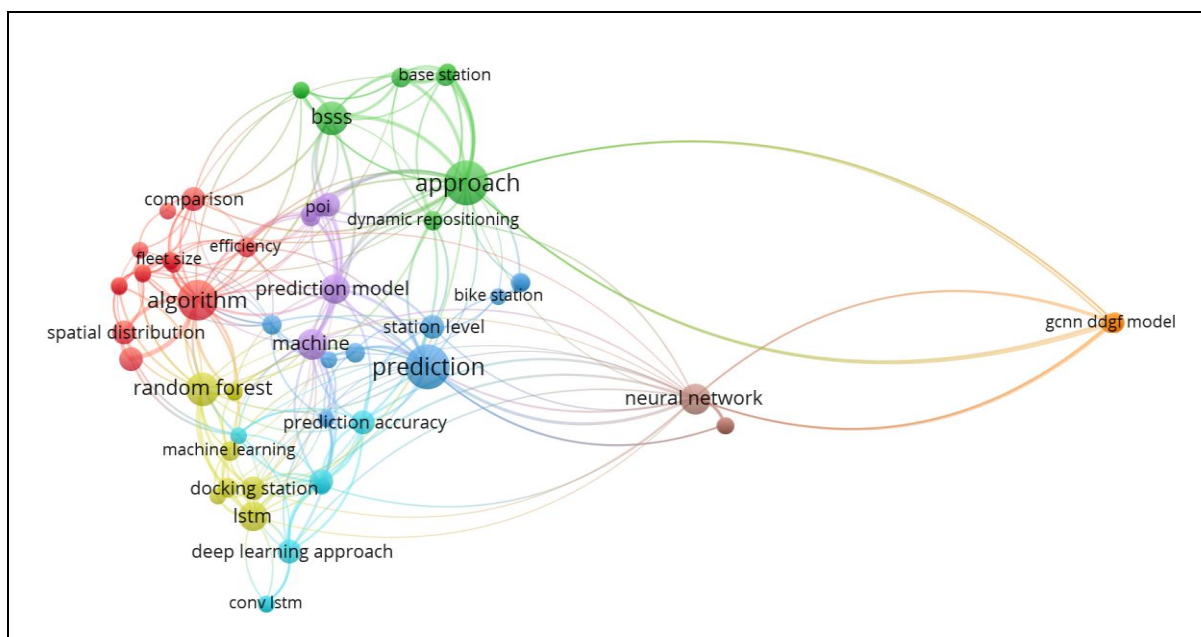 base station
bsss
approach
comparison
poi
dynamic repositioning
efficiency
fleet size
prediction model
algorithm
bike station
gcnn ddgf model
spatial distribution
station level
machine
prediction
random forest
neural network
prediction accuracy
machine learning
docking station
lstm
deep learning approach
conv lstm